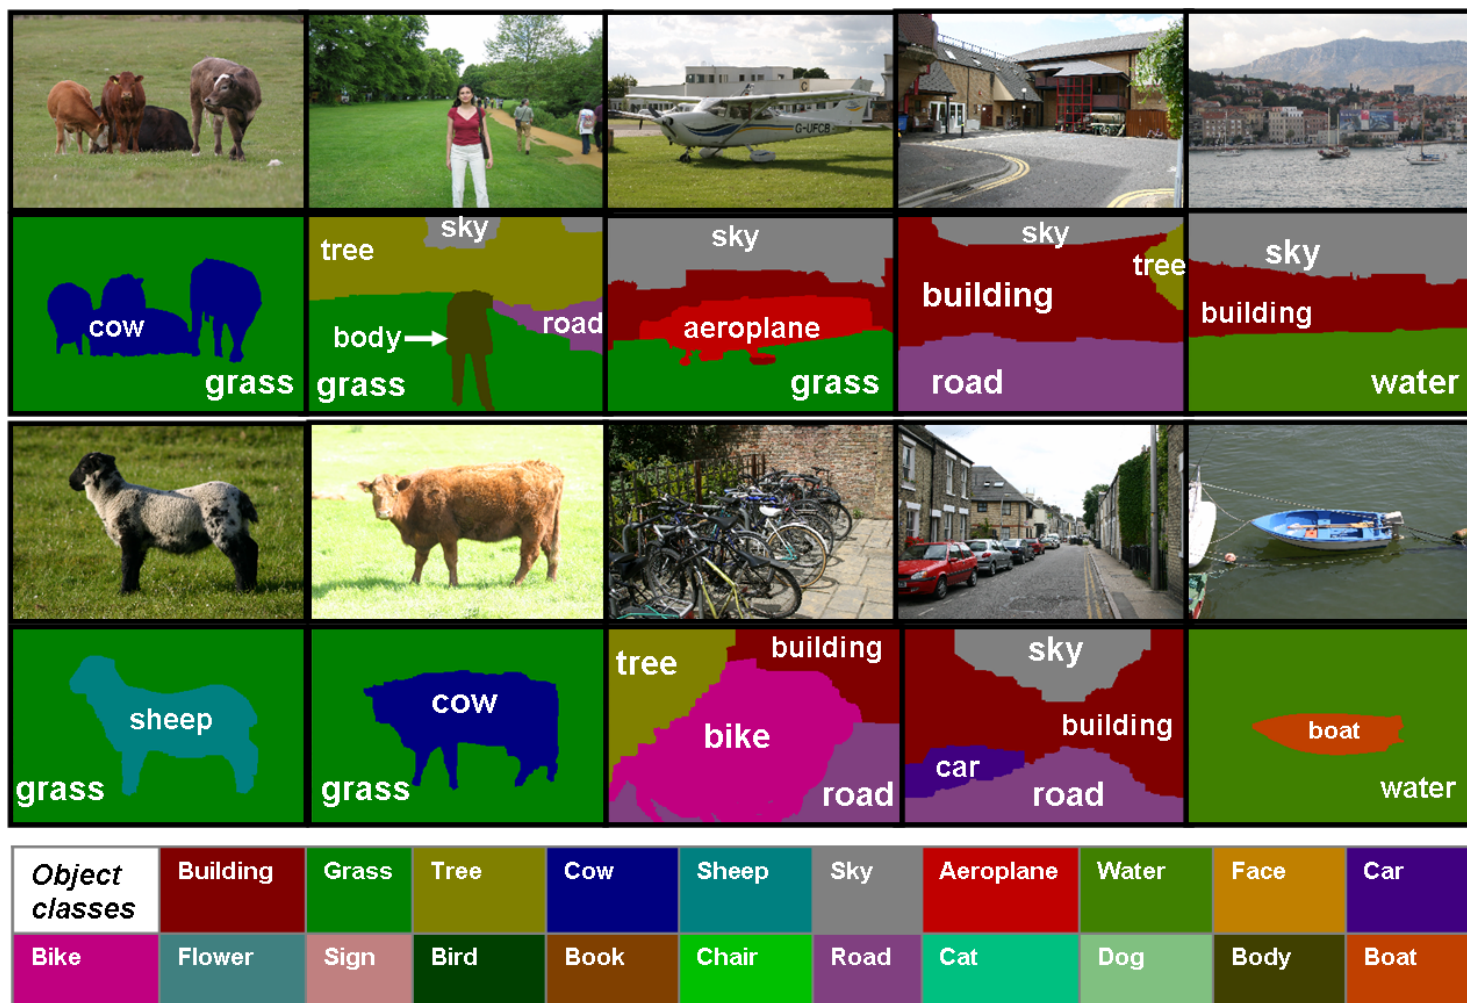 G-UFCB
sky
tree
cow
grass
body
road
grass
sky
aeroplane
grass
sky
tree
building
road
sky
building
water
sheep
grass
cow
grass
tree
building
bike
road
sky
building
car
road
boat
water
Object classes
Building
Grass
Tree
Cow
Sheep
Sky
Aeroplane
Water
Face
Car
Bike
Flower
Sign
Bird
Book
Chair
Road
Cat
Dog
Body
Boat